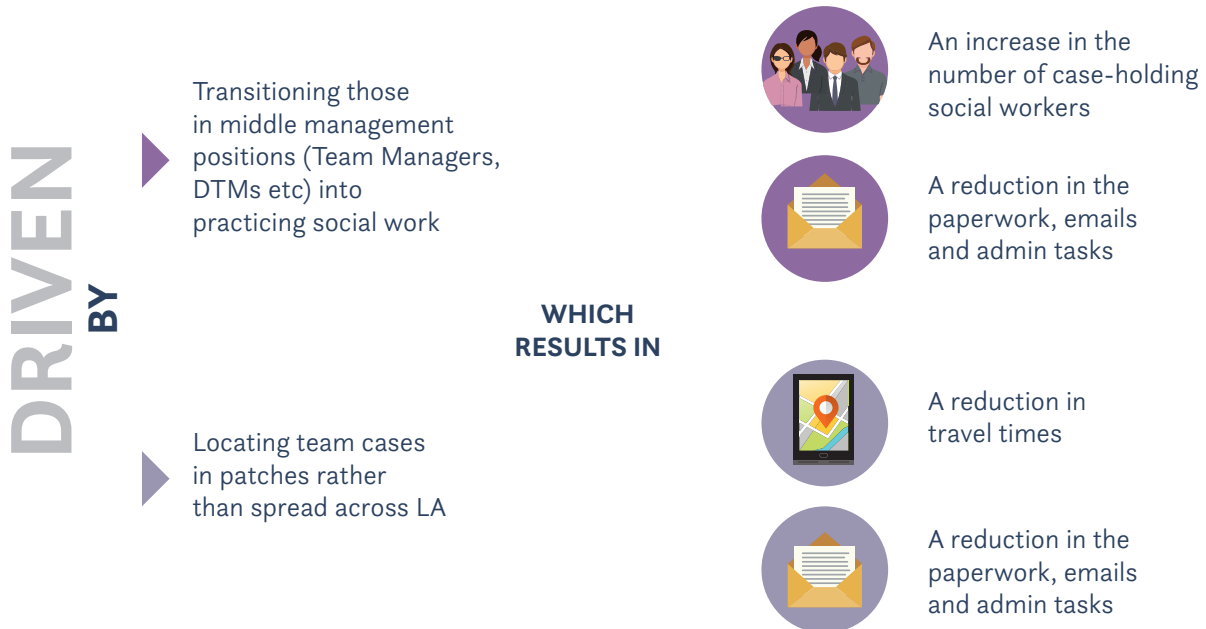 DRIVEN
BY
Transitioning those
in middle management
positions (Team Managers,
DTMs etc) into
practicing social work
Locating team cases
in patches rather
than spread across LA
WHICH
RESULTS IN
An increase in the
number of case-holding
social workers
A reduction in the
paperwork, emails
and admin tasks
A reduction in
travel times
A reduction in the
paperwork, emails
and admin tasks